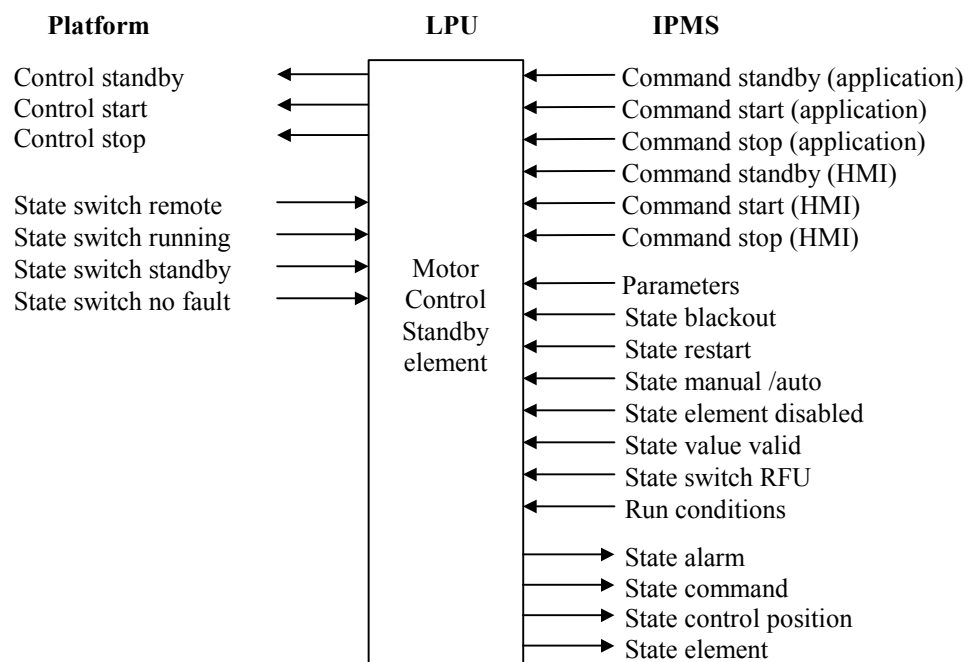 Platform
LPU
IPMS
Control standby
Control start
Control stop
State switch remote
State switch running
State switch standby
State switch no fault
Motor
Control
Standby
element
Command standby (application)
Command start (application)
Command stop (application)
Command standby (HMI)
Command start (HMI)
Command stop (HMI)
Parameters
State blackout
State restart
State manual /auto
State element disabled
State value valid
State switch RFU
Run conditions
State alarm
State command
State control position
State element